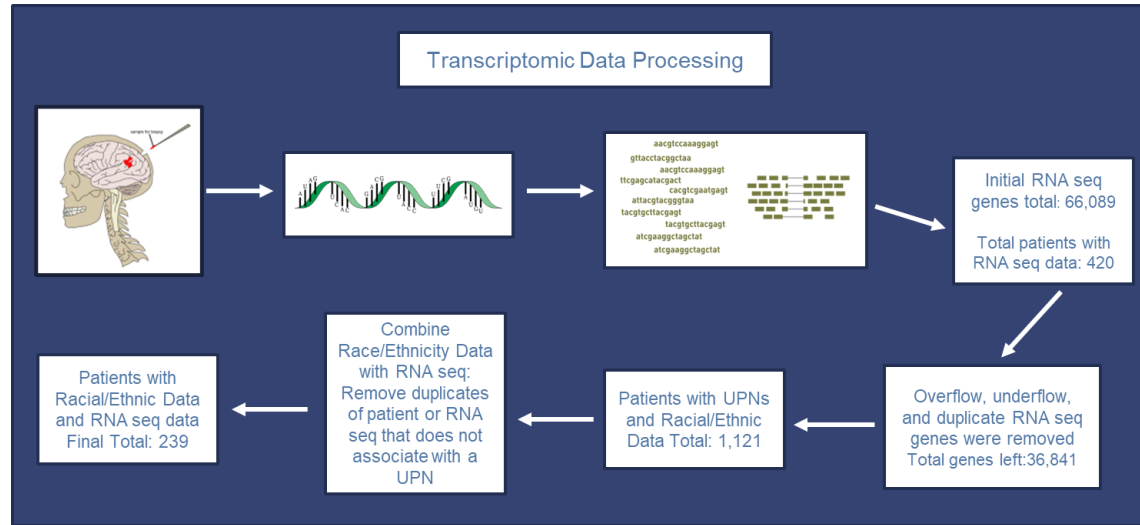 Transcriptomic Data Processing
sample for biopsy
aacgtccaaaggagt
gttacctacggctaa
aacgtccaaaggagt
ttcgagcatacgact
cacgtcgaatgagt
attacgtacgggtaa
tacgtgcttacgagt
tacgtgcttacgagt
atcgaaggctagctat
atcgaaggctagctat
Initial RNA seq
genes total: 66,089
Total patients with
RNA seq data: 420
Overflow, underflow,
and duplicate RNA seq
genes were removed
Total genes left:36,841
Patients with UPNs
and Racial/Ethnic
Data Total: 1,121
Combine
Race/Ethnicity Data
with RNA seq:
Remove duplicates
of patient or RNA
seq that does not
associate with a
UPN
Patients with
Racial/Ethnic Data
and RNA seq data
Final Total: 239